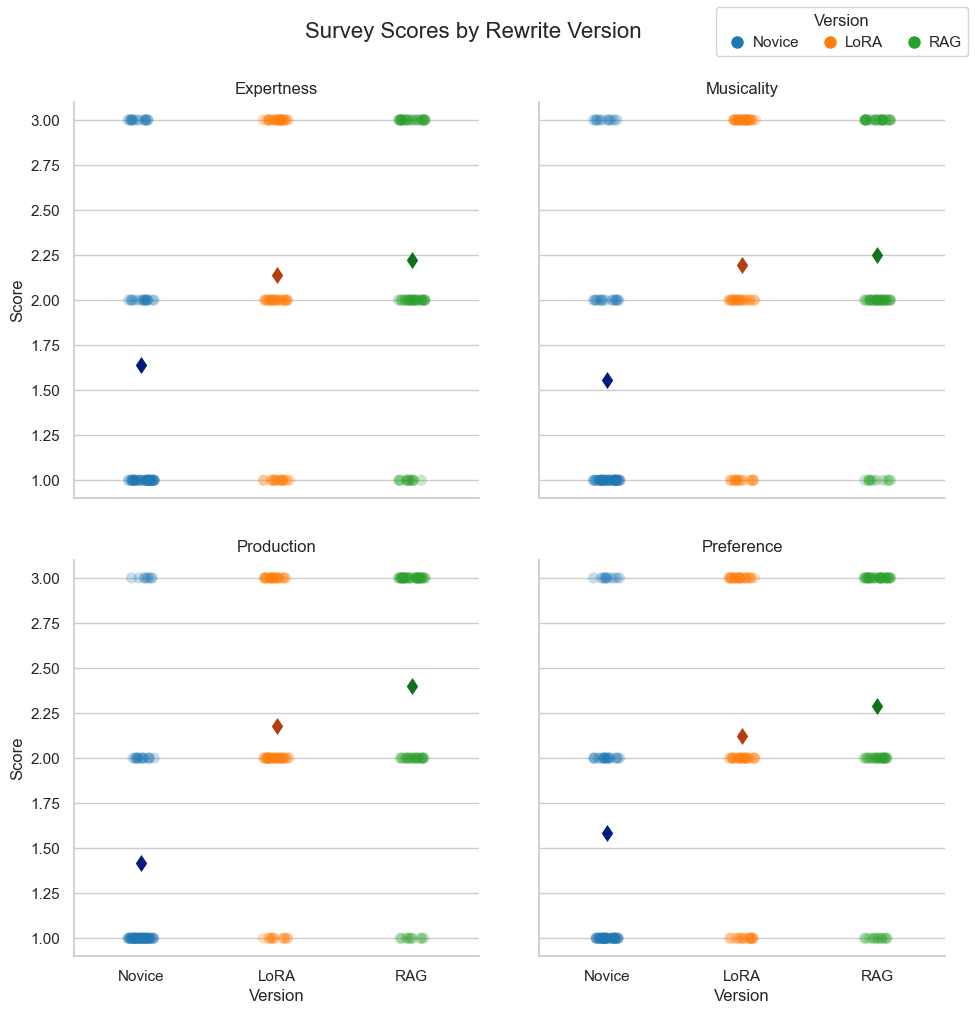 Survey Scores by Rewrite Version
Version
Novice LoRA RAG
Expertness
Musicality
3.00
2.75
2.50
2.25
2.00
1.75
1.50
1.25
1.00
Score
Production
Preference
3.00
2.75
2.50
2.25
2.00
1.75
1.50
1.25
1.00
Score
Novice LoRA RAG
Version
Novice LoRA RAG
Version